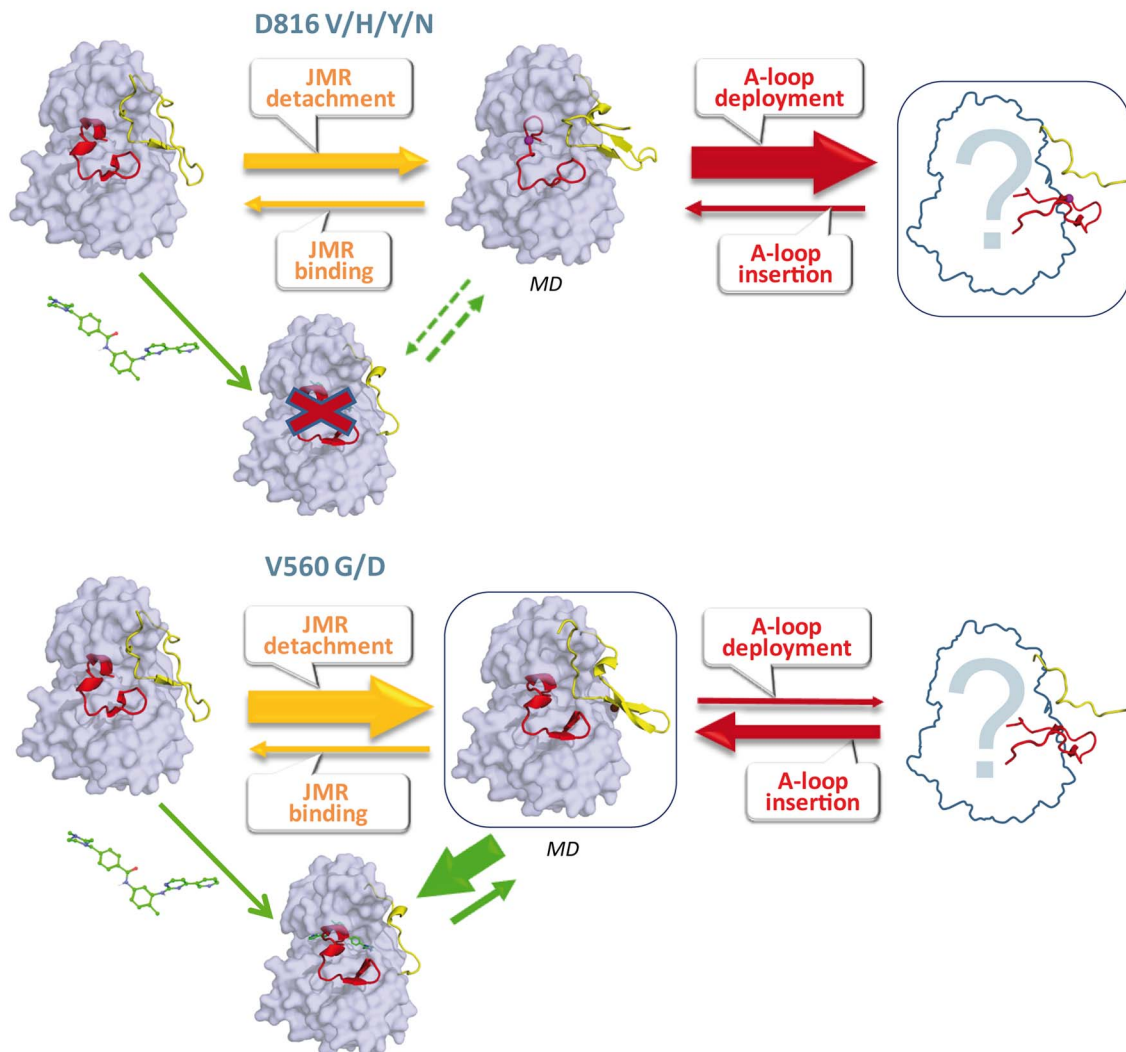 D816 V/H/Y/N
JMR
detachment
A-loop
deployment
?
JMR
binding
A-loop
insertion
MD
V560 G/D
JMR
detachment
A-loop
deployment
?
JMR
binding
A-loop
insertion
MD